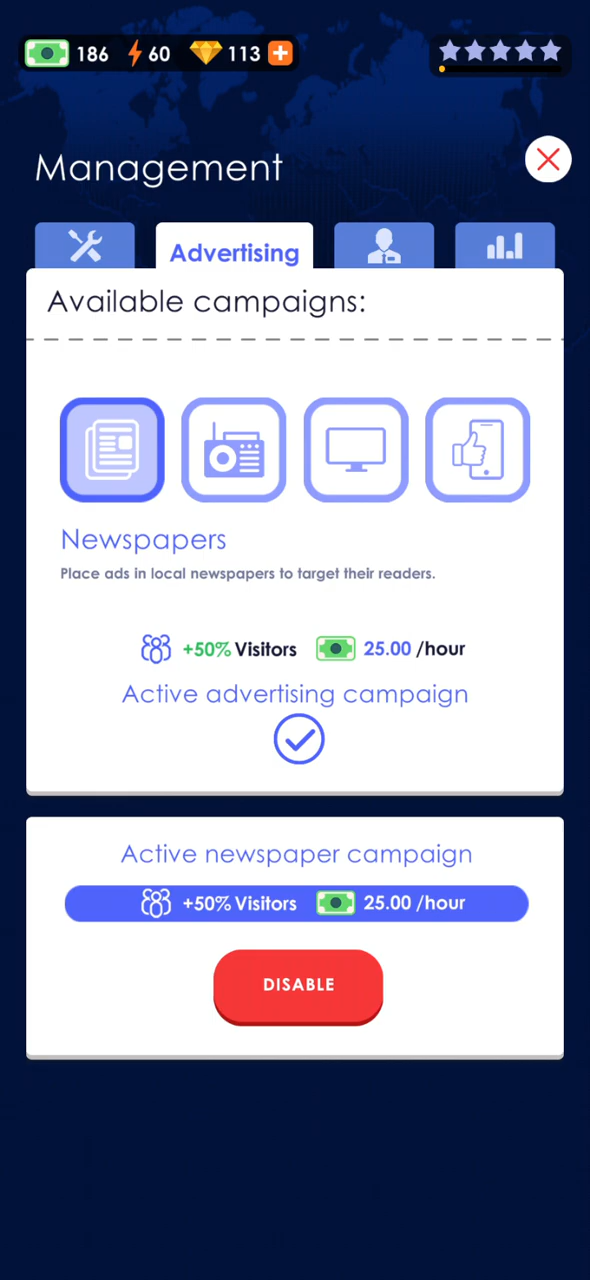 186 60 113
Management
Advertising
Available campaigns:
Newspapers
Place ads in local newspapers to target their readers.
+50% Visitors 25.00 /hour
Active advertising campaign
Active newspaper campaign
+50% Visitors 25.00 /hour
DISABLE